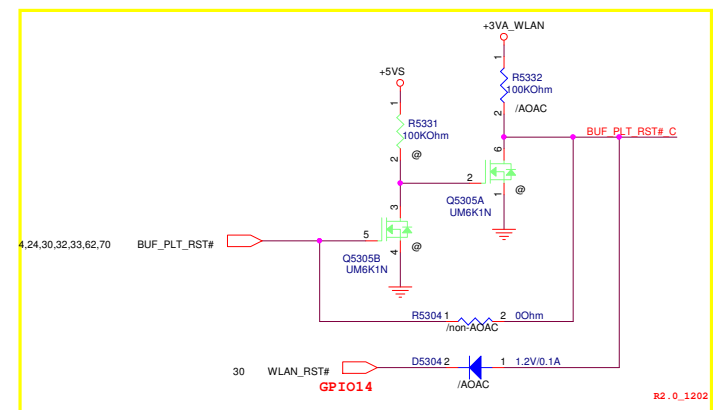 +3VA_WLAN
1
R5332
100KOhm
/AOAC
2
+5VS
1
R5331
100KOhm
@
2
BUF_PLT_RST#_C
6
2
@
1
Q5305A
UM6K1N
3
5
@
4
Q5305B
UM6K1N
4,24,30,32,33,62,70 BUF_PLT_RST#
R5304 1 2 0Ohm
/non-AOAC
30 WLAN_RST# D5304 2 1 1.2V/0.1A
GPIO14 /AOAC
R2.0_1202